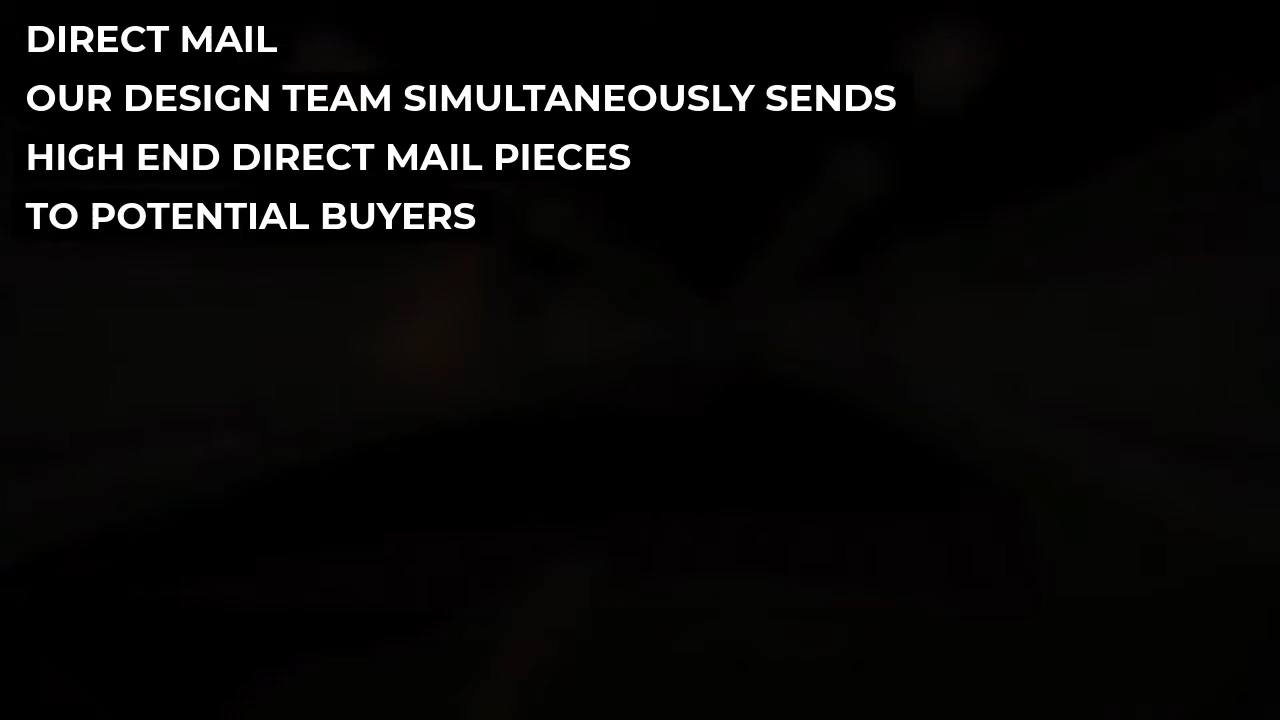 DIRECT MAIL
OUR DESIGN TEAM SIMULTANEOUSLY SENDS
HIGH END DIRECT MAIL PIECES
TO POTENTIAL BUYERS